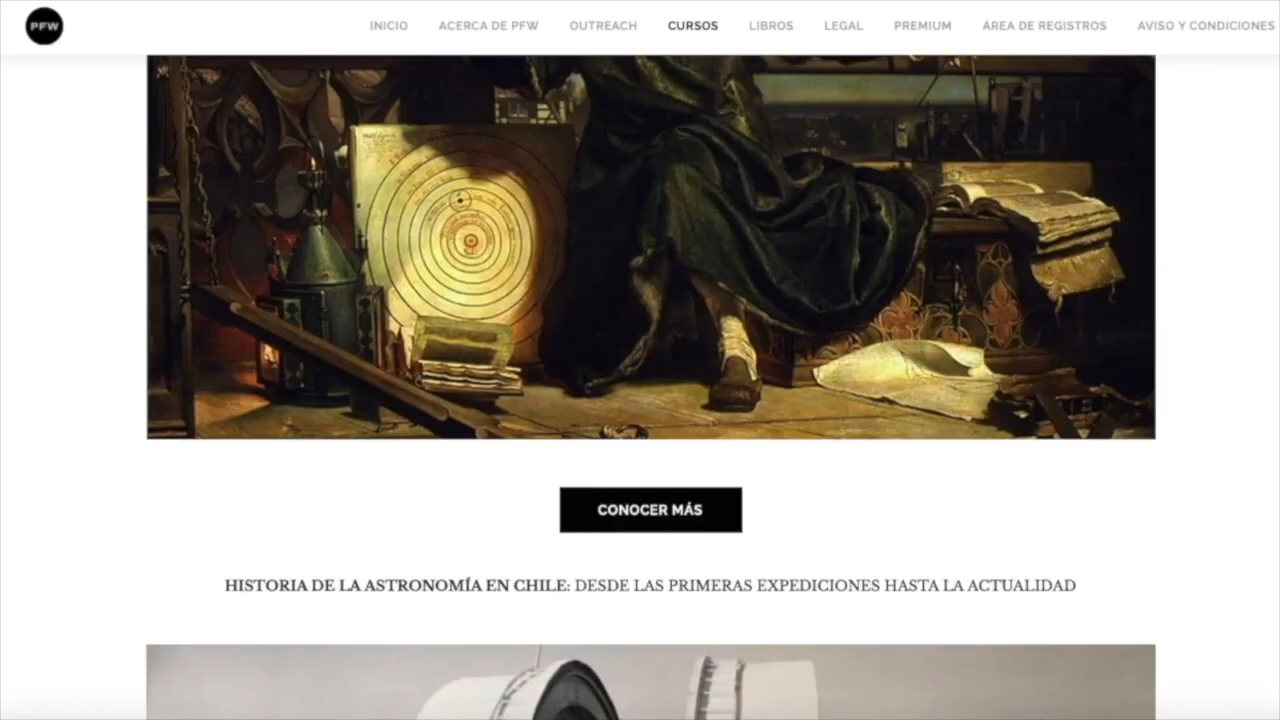 PFW
INICIO
ACERCA DE PFW
OUTREACH
CURSOS
LIBROS
LEGAL
PREMIUM
ÁREA DE REGISTROS
AVISO Y CONDICIONES
CONOCER MÁS
HISTORIA DE LA ASTRONOMÍA EN CHILE: DESDE LAS PRIMERAS EXPEDICIONES HASTA LA ACTUALIDAD